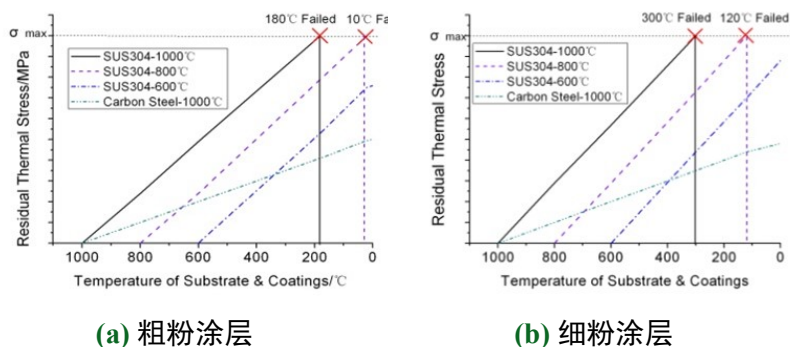 180℃ Failed
10℃ Fa
σ max
SUS304-1000℃
SUS304-800℃
SUS304-600℃
Carbon Steel-1000℃
Residual Thermal Stress/MPa
1000
800
600
400
200
0
Temperature of Substrate & Coatings/℃
(a) 粗粉涂层
300℃ Failed
120℃ Failed
σ max
SUS304-1000℃
SUS304-800℃
SUS304-600℃
Carbon Steel-1000℃
Residual Thermal Stress
1000
800
600
400
200
0
Temperature of Substrate & Coatings
(b) 细粉涂层